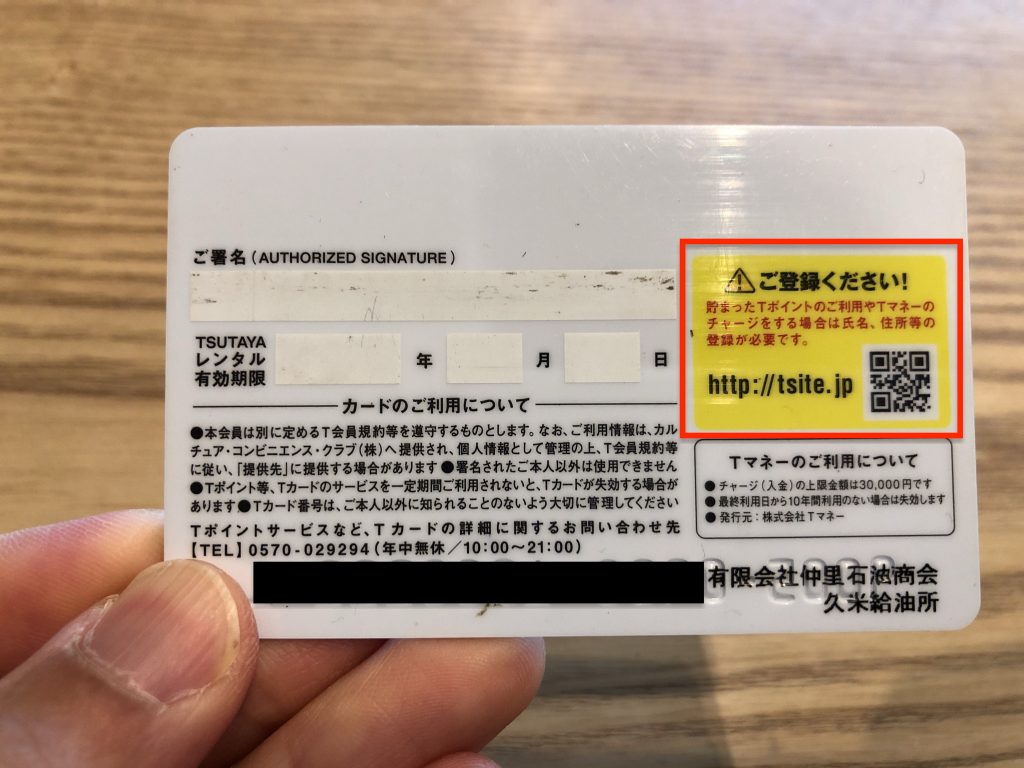 ご署名(AUTHORIZED SIGNATURE)
TSUTAYA
レンタル
有効期限
年 月 日
カードのご利用について
●本会員は別に定めるT会員規約等を遵守するものとします。なお、ご利用情報は、カル
チュア・コンビニエンス・クラブ(株)へ提供され、個人情報として管理の上、T会員規約等
に従い、「提供先」に提供する場合があります ●署名されたご本人以外は使用できません
●Tポイント等、Tカードのサービスを一定期間ご利用されないと、Tカードが失効する場合が
あります●Tカード番号は、ご本人以外に知られることのないよう大切に管理してください
Tポイントサービスなど、Tカードの詳細に関するお問い合わせ先
【TEL】0570-029294(年中無休/10:00〜21:00)
ご登録ください!
貯まったTポイントのご利用やTマネーの
チャージをする場合は氏名、住所等の
登録が必要です。
http://tsite.jp
Tマネーのご利用について
●チャージ(入金)の上限金額は30,000円です
●最終利用日から10年間利用のない場合は失効します
●発行元:株式会社Tマネー
有限会社仲里石油商会
久米給油所